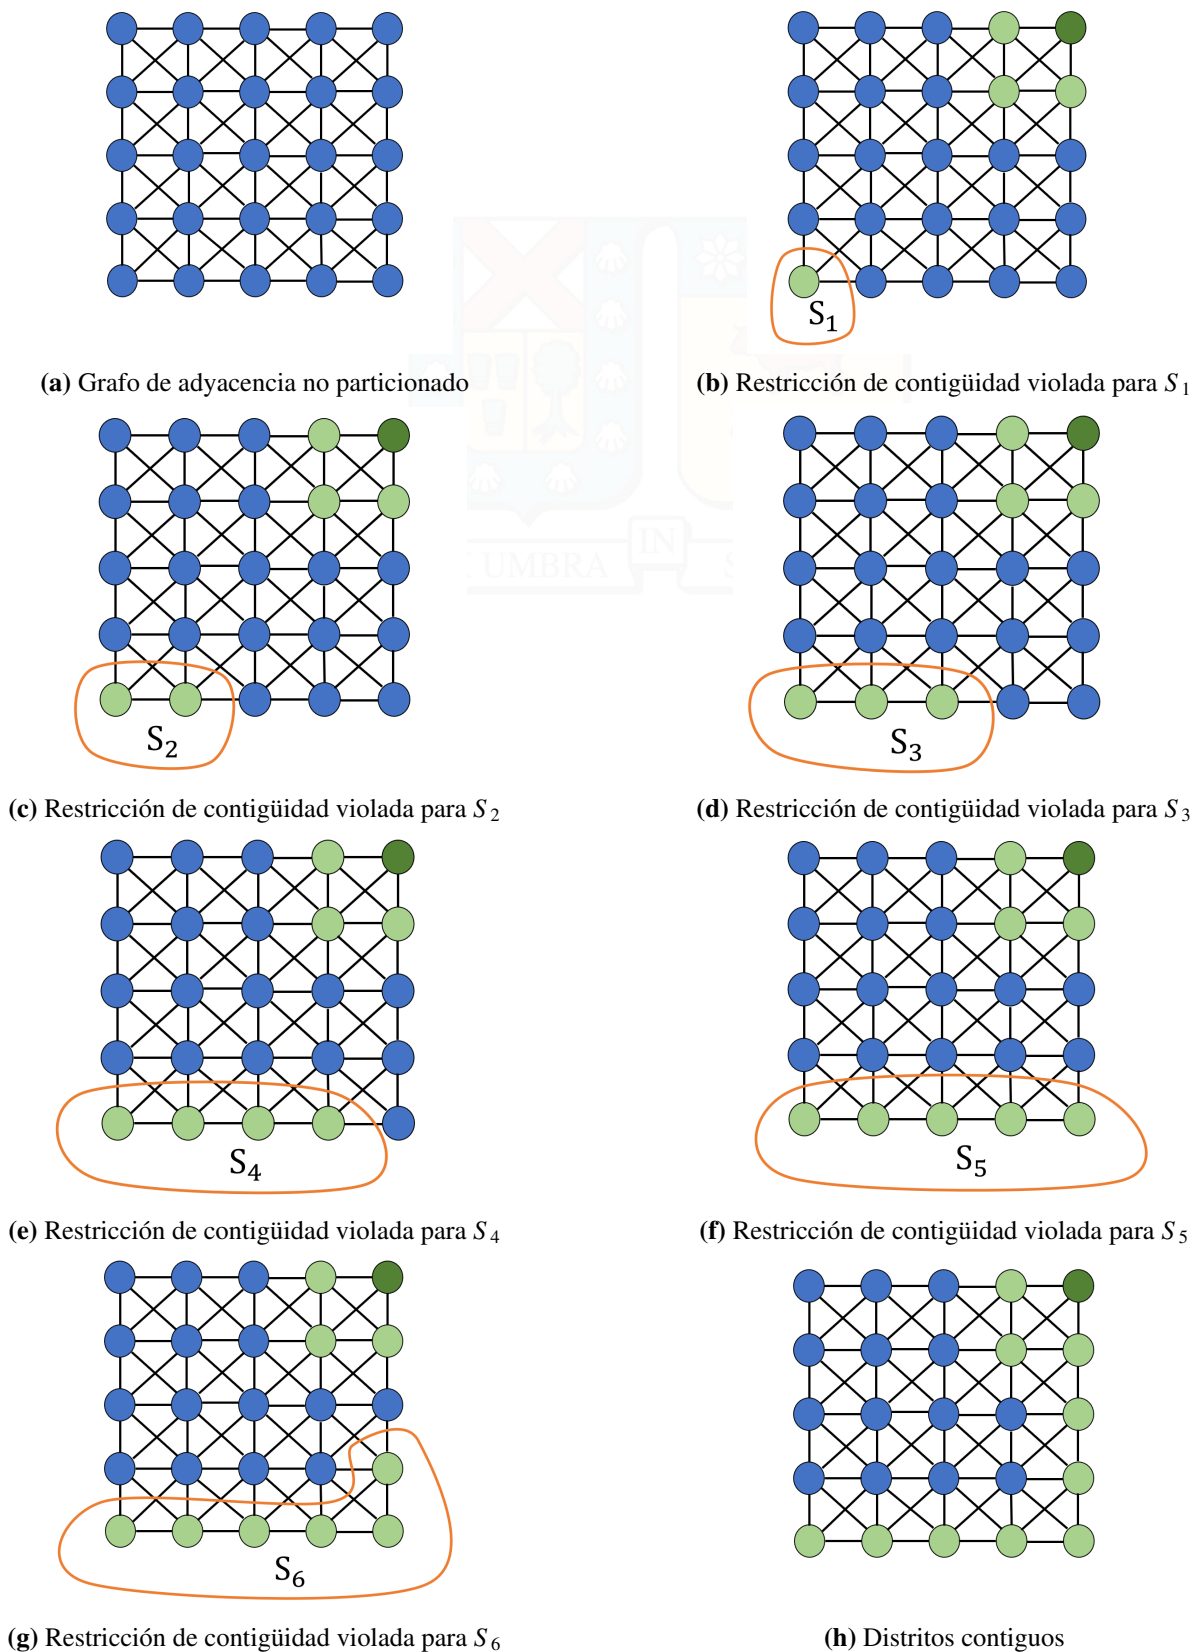 S₁
(a) Grafo de adyacencia no particionado
(b) Restricción de contigüidad violada para S₁
IN
UMBRA
S₂
S₃
(c) Restricción de contigüidad violada para S₂
(d) Restricción de contigüidad violada para S₃
S₄
S₅
(e) Restricción de contigüidad violada para S₄
(f) Restricción de contigüidad violada para S₅
S₆
(g) Restricción de contigüidad violada para S₆
(h) Distritos contiguos